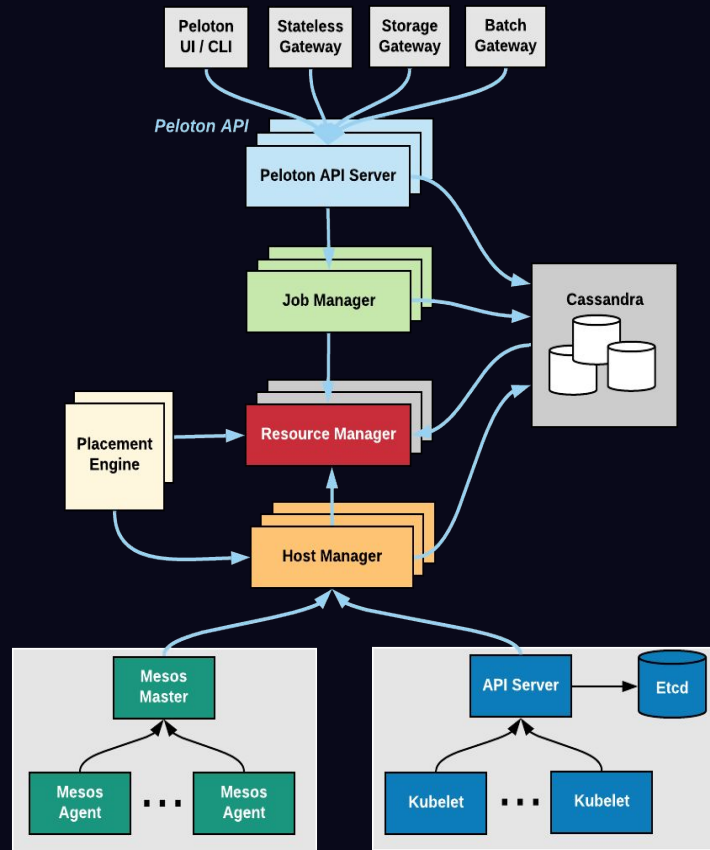 Peloton
UI / CLI
Stateless
Gateway
Storage
Gateway
Batch
Gateway
Peloton API
Peloton API Server
Job Manager
Cassandra
Resource Manager
Placement
Engine
Host Manager
Mesos
Master
Mesos
Agent
Mesos
Agent
API Server
Etcd
Kubelet
Kubelet